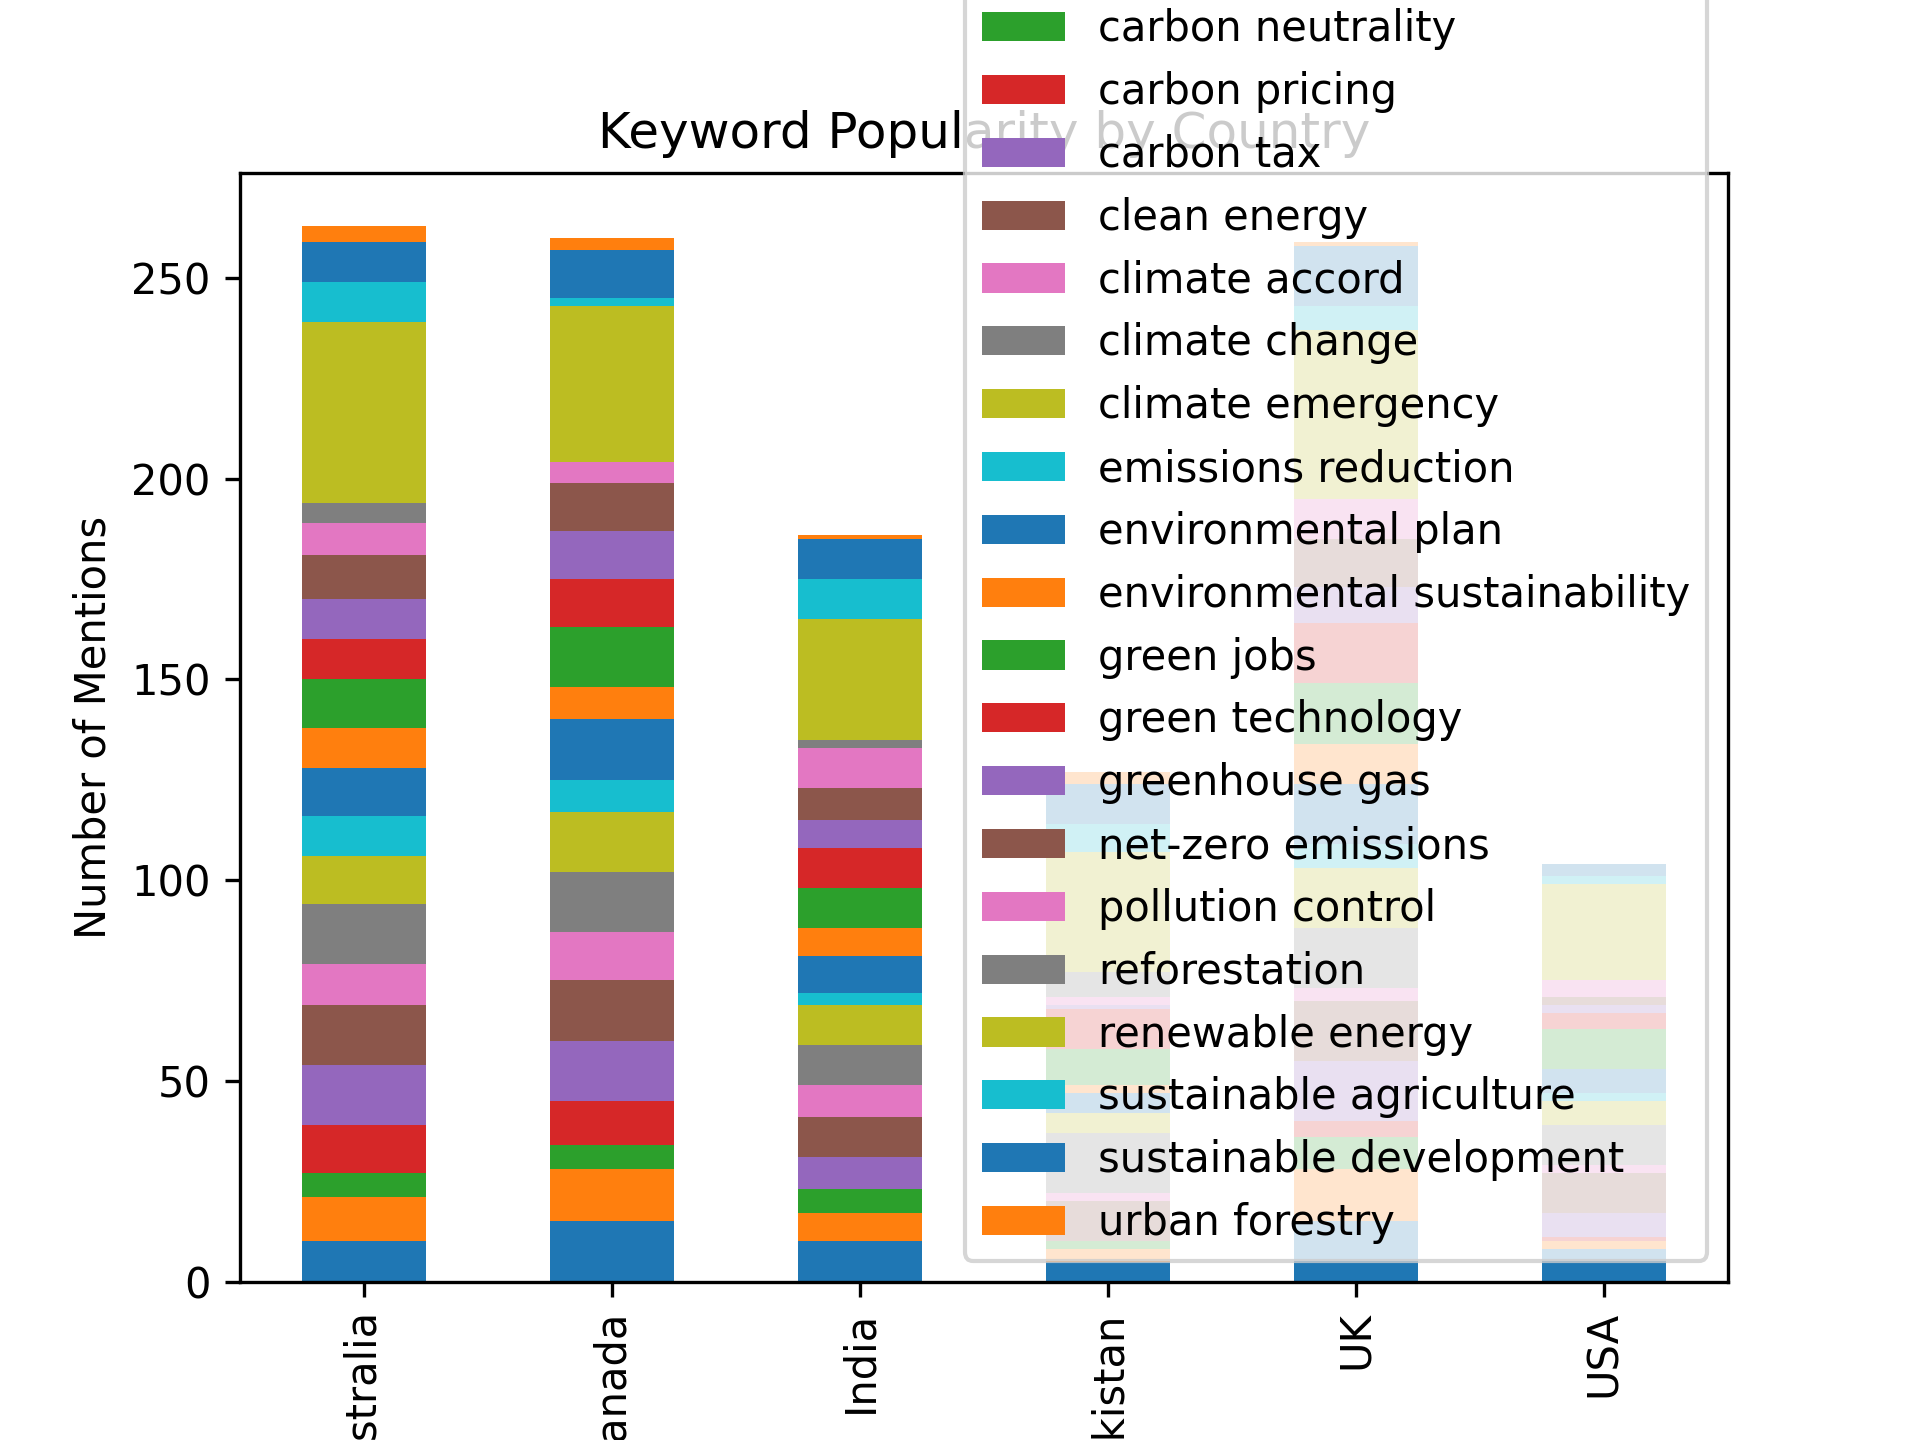 carbon neutrality
carbon pricing
Keyword Popularity by Country
carbon tax
clean energy
climate accord
climate change
climate emergency
emissions reduction
environmental plan
environmental sustainability
green jobs
green technology
greenhouse gas
net-zero emissions
pollution control
reforestation
renewable energy
sustainable agriculture
sustainable development
urban forestry
Number of Mentions
250
200
150
100
50
0
stralia
anada
India
kistan
UK
USA